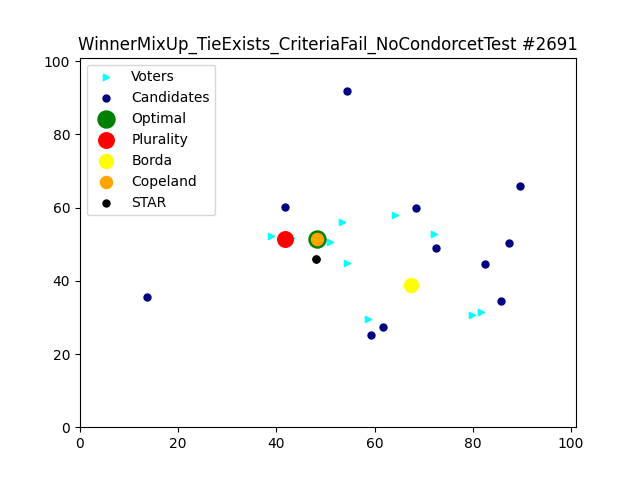 WinnerMixUp_TieExists_CriteriaFail_NoCondorcetTest #2691
100
80
60
40
20
0
Voters
Candidates
Optimal
Plurality
Borda
Copeland
STAR
0 20 40 60 80 100